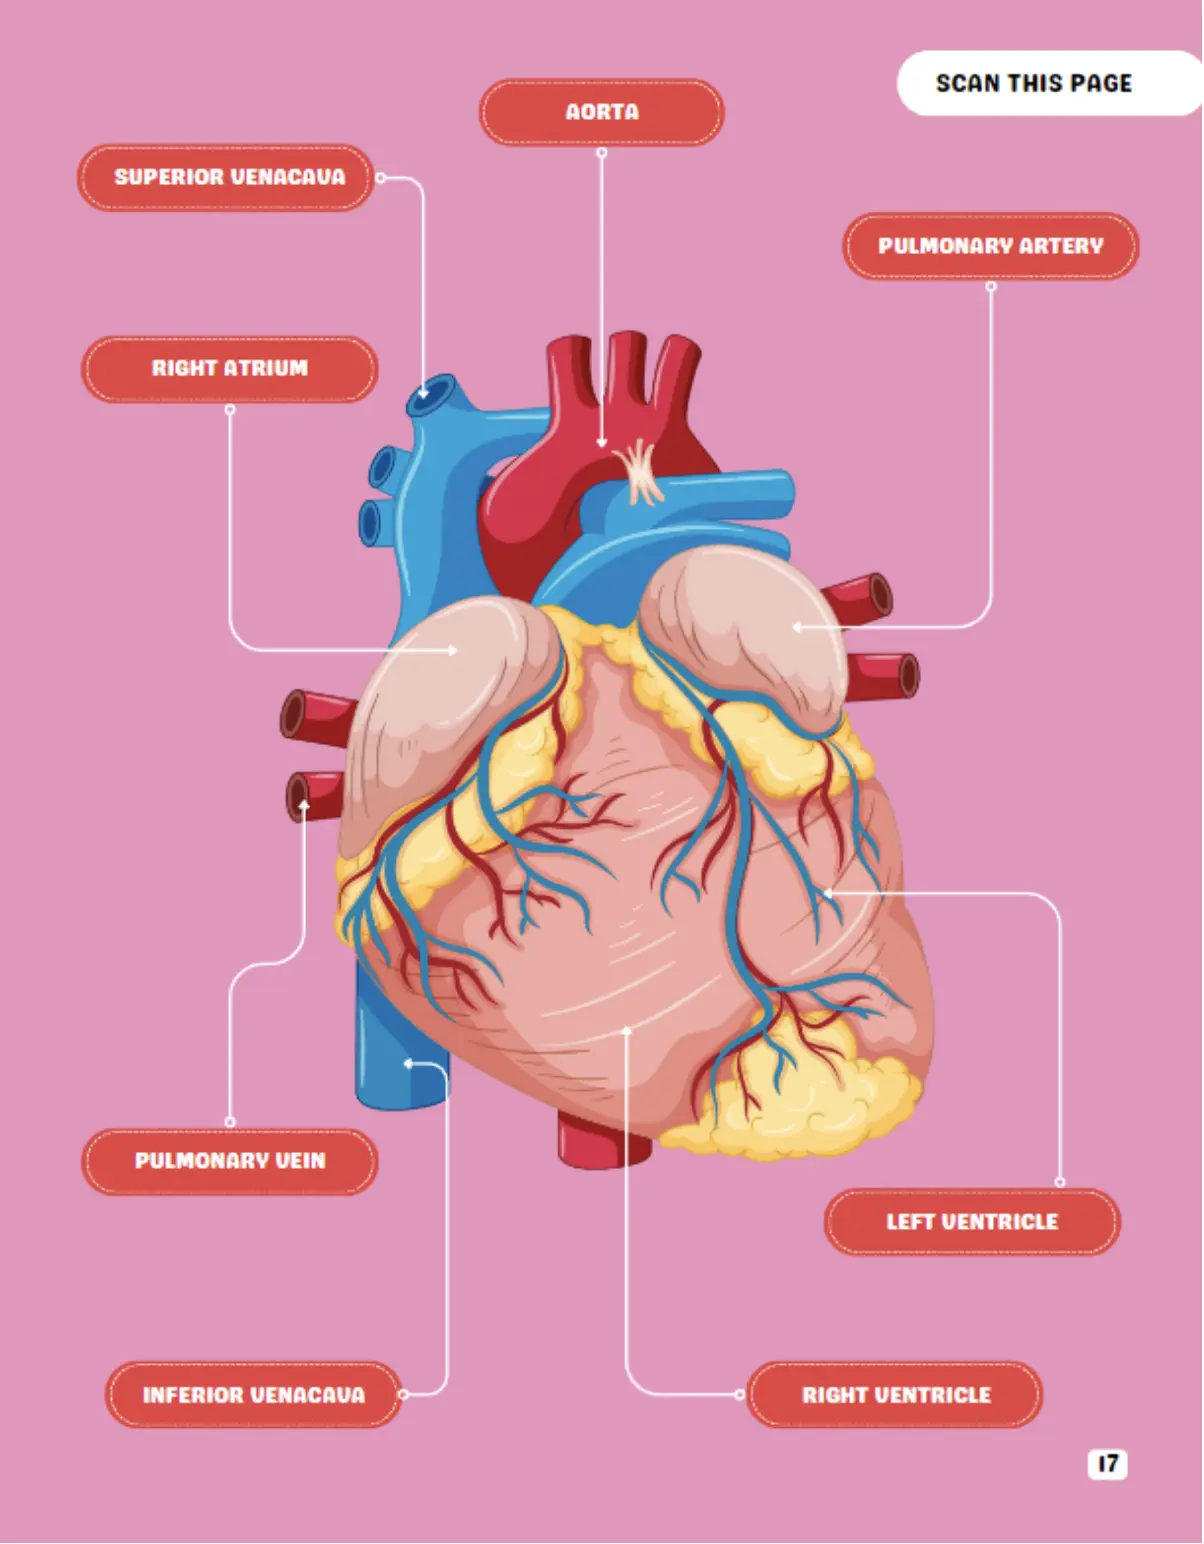 SCAN THIS PAGE
AORTA
SUPERIOR VENACAVA
PULMONARY ARTERY
RIGHT ATRIUM
PULMONARY VEIN
LEFT VENTRICLE
INFERIOR VENACAVA
RIGHT VENTRICLE
17